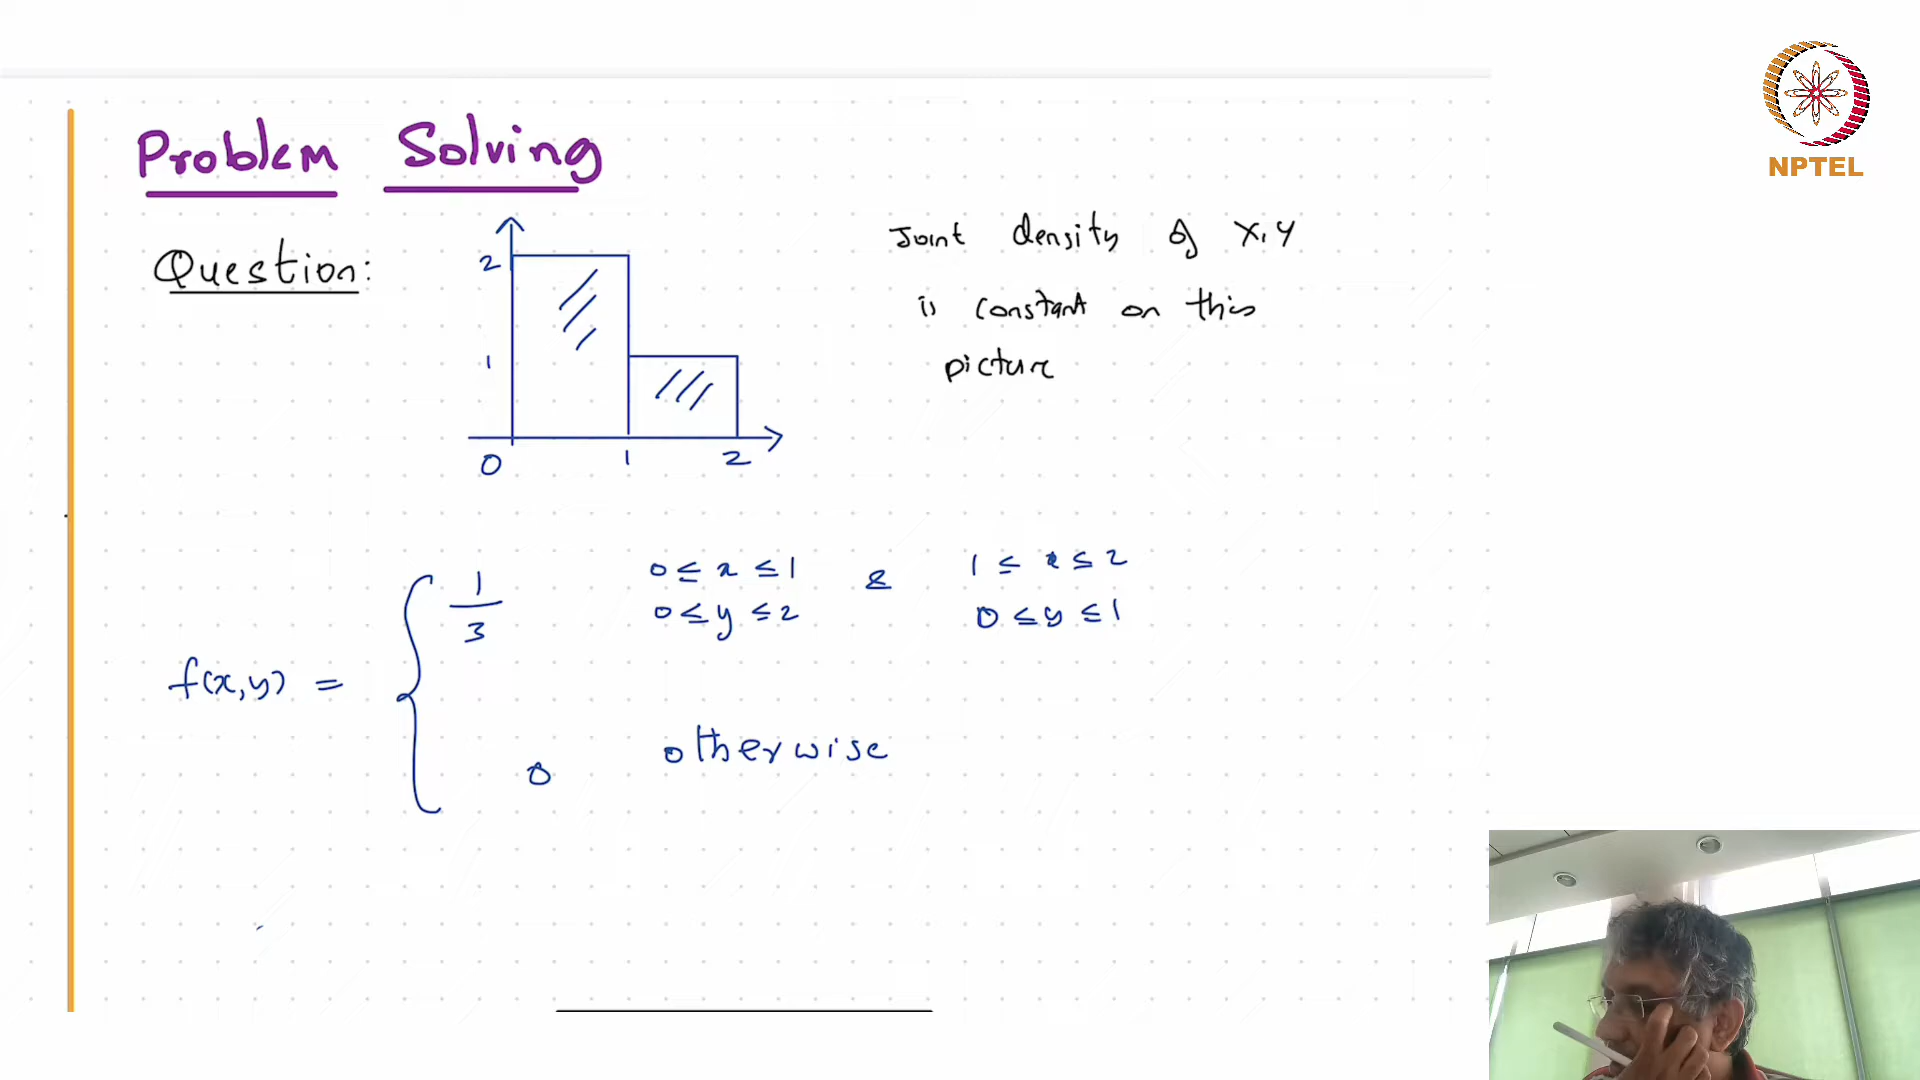 NPTEL
Problem Solving
Question:
2
1
0 1 2
Joint density of X, Y
is constant on this
picture
f(x,y) =
1/3 0 ≤ x ≤ 1 & 1 ≤ x ≤ 2
0 ≤ y ≤ 2 0 ≤ y ≤ 1
0 otherwise